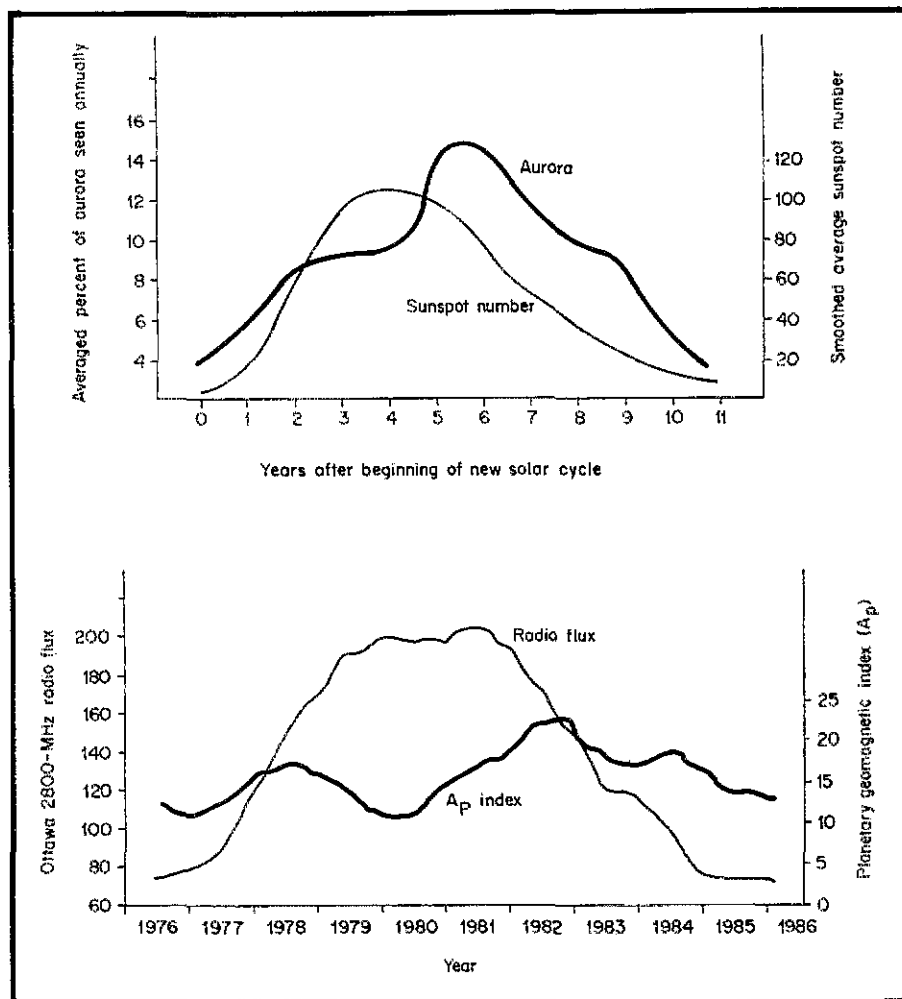 Averaged percent of aurora seen annually
16
14
12
10
8
6
4
Aurora
Sunspot number
120
100
80
60
40
20
Smoothed average sunspot number
0 1 2 3 4 5 6 7 8 9 10 11
Years after beginning of new solar cycle
Ottawa 2800-MHz radio flux
200
180
160
140
120
100
80
60
Radio flux
Ap index
25
20
15
10
5
0
Planetary geomagnetic index (Ap)
1976 1977 1978 1979 1980 1981 1982 1983 1984 1985 1986
Year